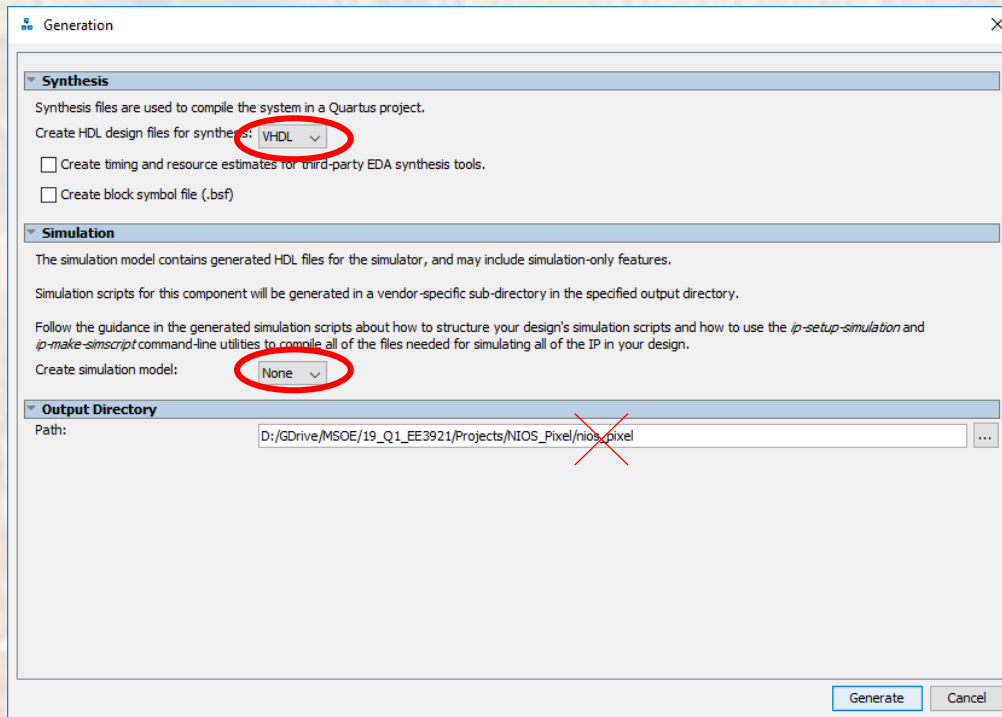 Generation
Synthesis
Synthesis files are used to compile the system in a Quartus project.
Create HDL design files for synthesis: VHDL
Create timing and resource estimates for third-party EDA synthesis tools.
Create block symbol file (.bsf)
Simulation
The simulation model contains generated HDL files for the simulator, and may include simulation-only features.
Simulation scripts for this component will be generated in a vendor-specific sub-directory in the specified output directory.
Follow the guidance in the generated simulation scripts about how to structure your design's simulation scripts and how to use the ip-setup-simulation and
ip-make-simscript command-line utilities to compile all of the files needed for simulating all of the IP in your design.
Create simulation model: None
Output Directory
Path: D:/GDrive/MSOE/19_Q1_EE3921/Projects/NIOS_Pixel/nios_pixel ...
Generate Cancel